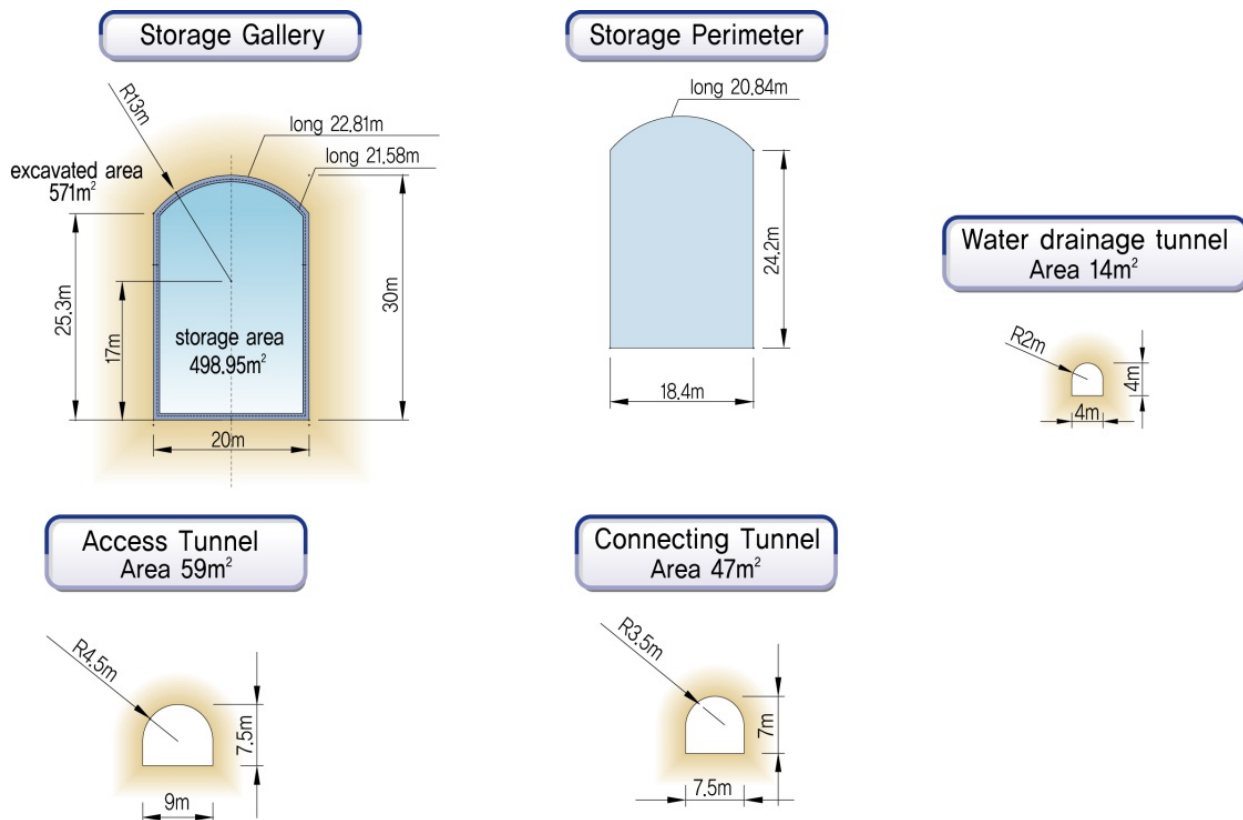 Storage Gallery
R13m
long 22.81m
long 21.58m
excavated area
571m²
25.3m
17m
30m
storage area
498.95m²
20m
Storage Perimeter
long 20.84m
24.2m
18.4m
Water drainage tunnel
Area 14m²
R2m
4m
4m
Access Tunnel
Area 59m²
R4.5m
7.5m
9m
Connecting Tunnel
Area 47m²
R3.5m
7m
7.5m